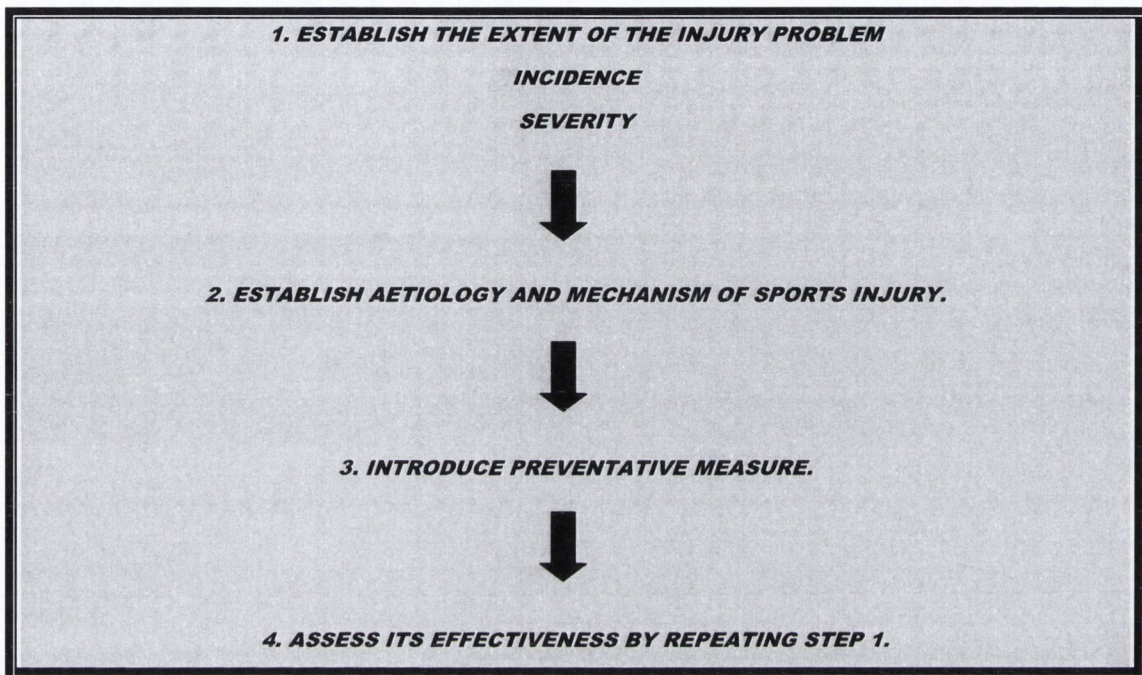 1. ESTABLISH THE EXTENT OF THE INJURY PROBLEM
INCIDENCE
SEVERITY
2. ESTABLISH AETIOLOGY AND MECHANISM OF SPORTS INJURY.
3. INTRODUCE PREVENTATIVE MEASURE.
4. ASSESS ITS EFFECTIVENESS BY REPEATING STEP 1.